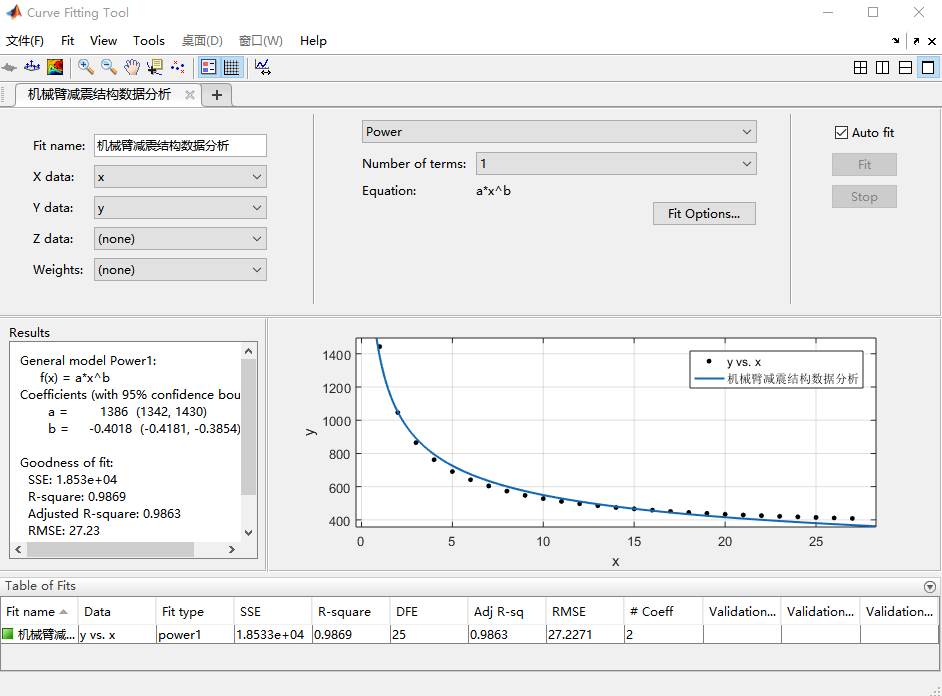 Curve Fitting Tool
文件(F) Fit View Tools 桌面(D) 窗口(W) Help
机械臂减震结构数据分析
Fit name: 机械臂减震结构数据分析
X data: x
Y data: y
Z data: (none)
Weights: (none)
Power
Number of terms: 1
Equation: a*x^b
Fit Options...
Auto fit
Fit
Stop
Results
General model Power1:
f(x) = a*x^b
Coefficients (with 95% confidence bou
a = 1386 (1342, 1430)
b = -0.4018 (-0.4181, -0.3854)
Goodness of fit:
SSE: 1.853e+04
R-square: 0.9869
Adjusted R-square: 0.9863
RMSE: 27.23
y vs. x
机械臂减震结构数据分析
1400
1200
1000
800
600
400
y
0 5 10 15 20 25
x
Table of Fits
Fit name Data Fit type SSE R-square DFE Adj R-sq RMSE # Coeff Validation... Validation... Validation...
机械臂减... y vs. x power1 1.8533e+04 0.9869 25 0.9863 27.2271 2